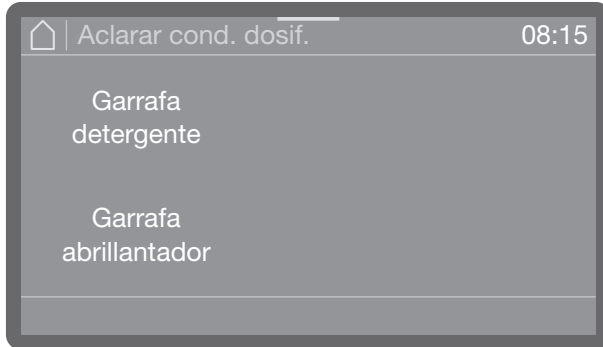 Aclarar cond. dosif. 08:15
Garrafa
detergente
Garrafa
abrillantador